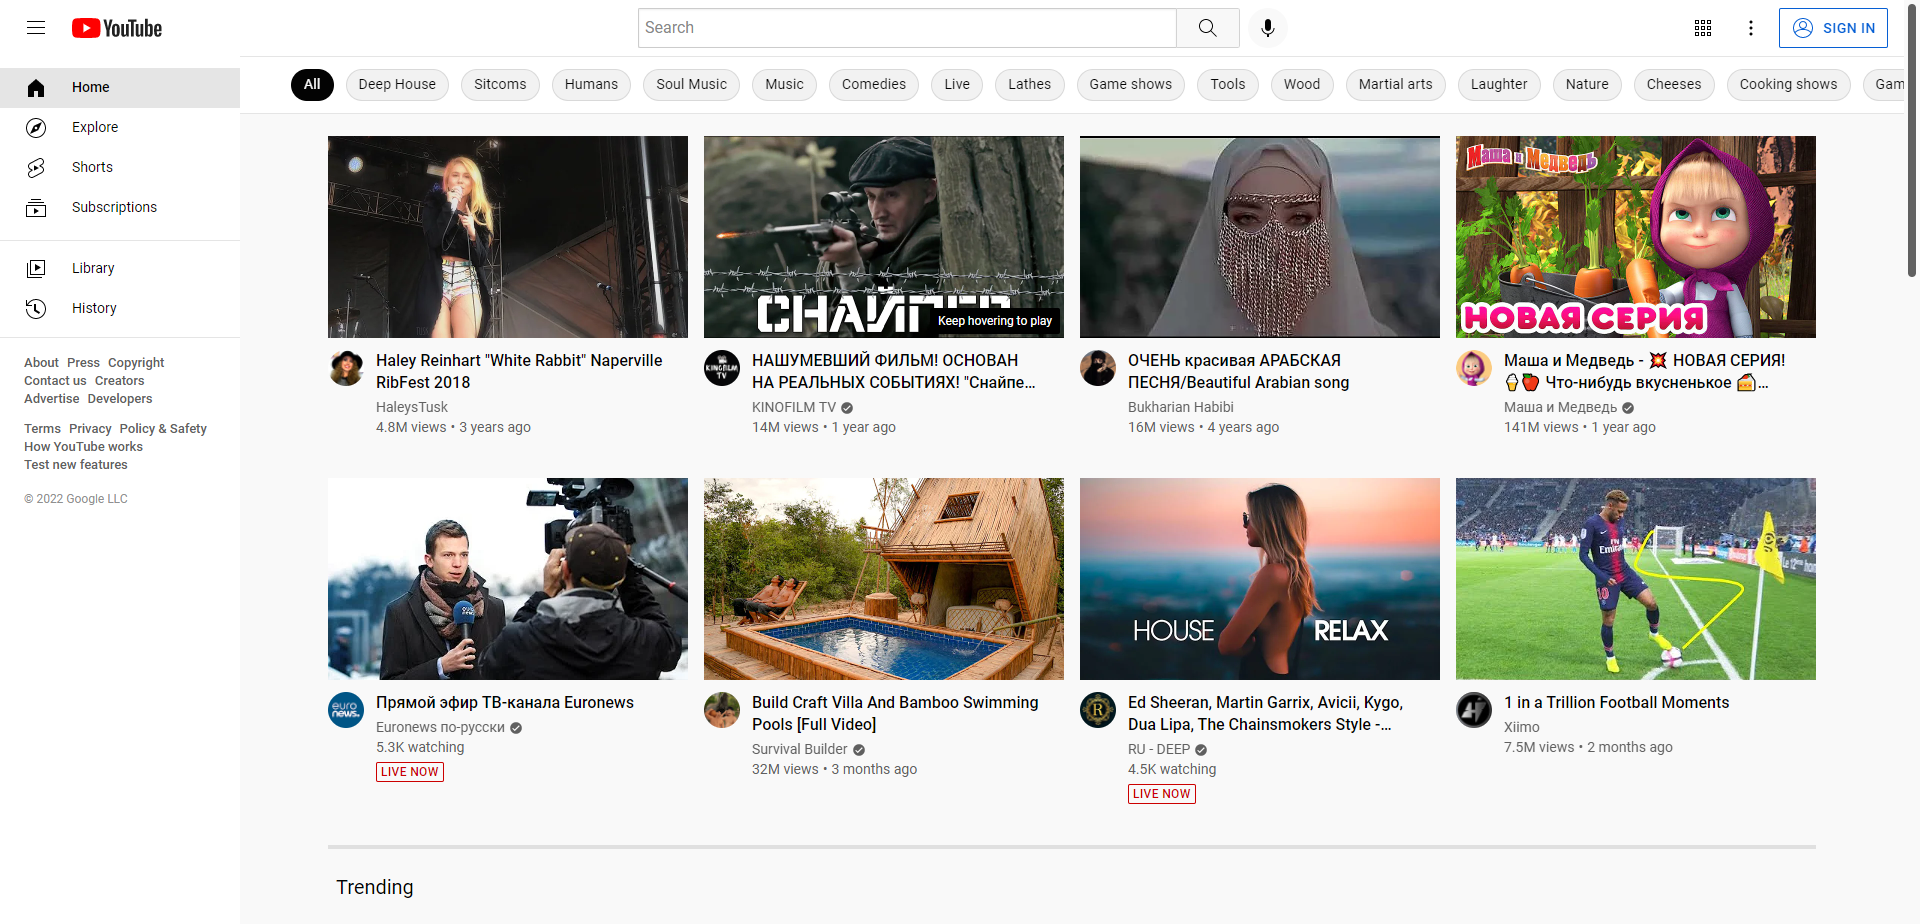 YouTube
Search
SIGN IN
Home
Explore
Shorts
Subscriptions
Library
History
About Press Copyright
Contact us Creators
Advertise Developers
Terms Privacy Policy & Safety
How YouTube works
Test new features
© 2022 Google LLC
All Deep House Sitcoms Humans Soul Music Music Comedies Live Lathes Game shows Tools Wood Martial arts Laughter Nature Cheeses Cooking shows Gam
Haley Reinhart "White Rabbit" Naperville
RibFest 2018
HaleysTusk
4.8M views • 3 years ago
Keep hovering to play
KINOFILM
TV
НАШУМЕВШИЙ ФИЛЬМ! ОСНОВАН
НА РЕАЛЬНЫХ СОБЫТИЯХ! "Снайпе...
KINOFILM TV
14M views • 1 year ago
ОЧЕНЬ красивая АРАБСКАЯ
ПЕСНЯ/Beautiful Arabian song
Bukharian Habibi
16M views • 4 years ago
Маша и Медведь
НОВАЯ СЕРИЯ
Маша и Медведь - 💥 НОВАЯ СЕРИЯ!
🍦🍎 Что-нибудь вкусненькое 🍰...
Маша и Медведь
141M views • 1 year ago
euro
news.
Прямой эфир ТВ-канала Euronews
Euronews по-русски
5.3K watching
LIVE NOW
Build Craft Villa And Bamboo Swimming
Pools [Full Video]
Survival Builder
32M views • 3 months ago
HOUSE RELAX
R
Ed Sheeran, Martin Garrix, Avicii, Kygo,
Dua Lipa, The Chainsmokers Style -...
RU - DEEP
4.5K watching
LIVE NOW
Fly
Emirates
10
1 in a Trillion Football Moments
Xiimo
7.5M views • 2 months ago
Trending